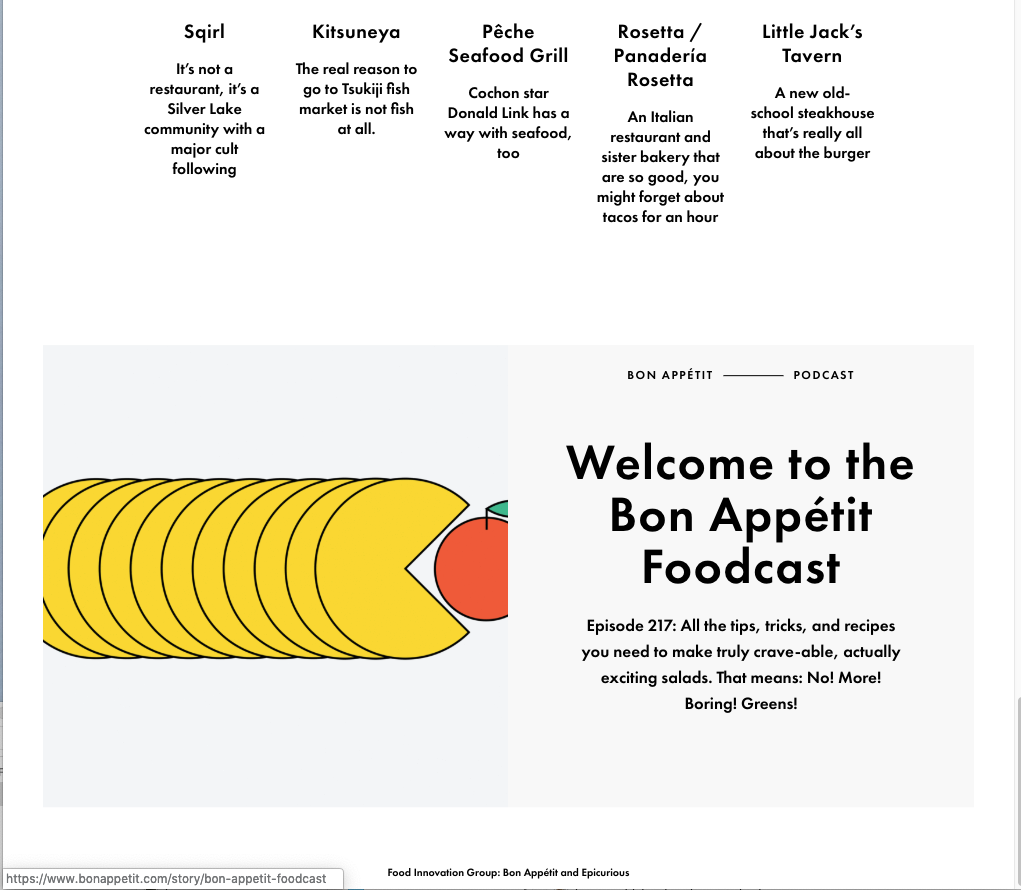 Sqirl
It's not a
restaurant, it's a
Silver Lake
community with a
major cult
following
Kitsuneya
The real reason to
go to Tsukiji fish
market is not fish
at all.
Pêche
Seafood Grill
Cochon star
Donald Link has a
way with seafood,
too
Rosetta /
Panadería
Rosetta
An Italian
restaurant and
sister bakery that
are so good, you
might forget about
tacos for an hour
Little Jack's
Tavern
A new old-
school steakhouse
that's really all
about the burger
BON APPÉTIT
PODCAST
Welcome to the
Bon Appétit
Foodcast
Episode 217: All the tips, tricks, and recipes
you need to make truly crave-able, actually
exciting salads. That means: No! More!
Boring! Greens!
Food Innovation Group: Bon Appétit and Epicurious
https://www.bonappetit.com/story/bon-appetit-foodcast